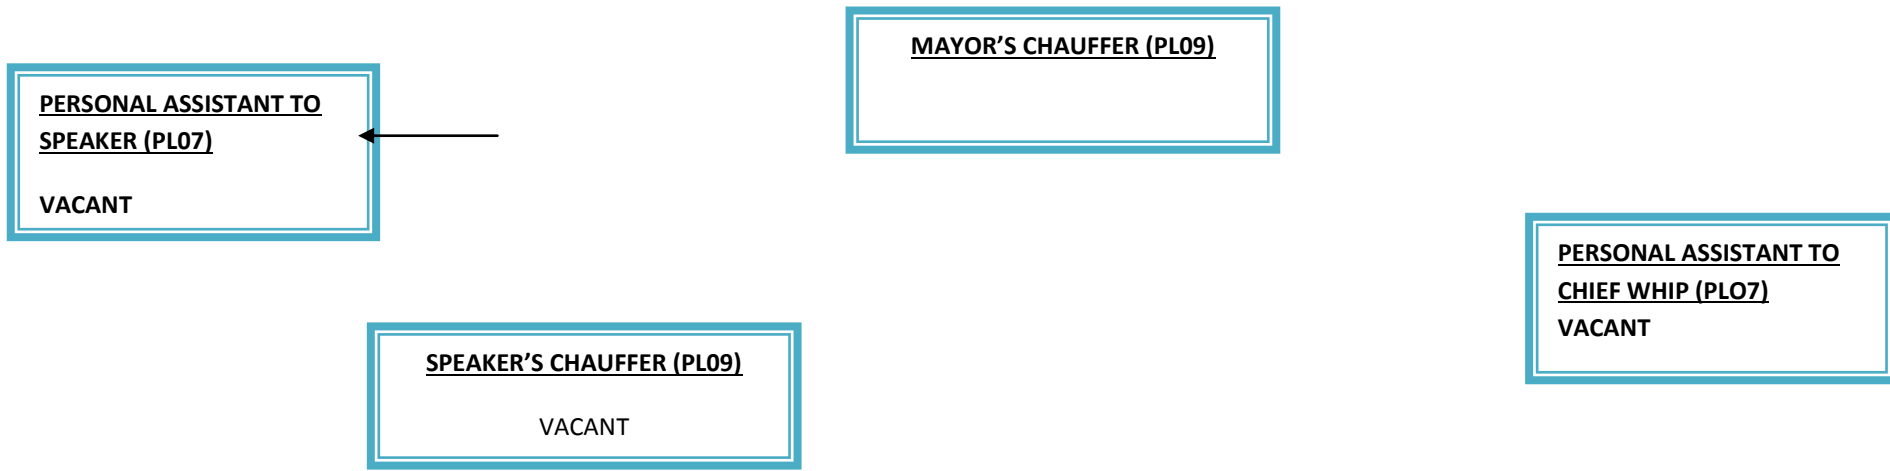 MAYOR’S CHAUFFER (PL09)
PERSONAL ASSISTANT TO
SPEAKER (PL07)
VACANT
PERSONAL ASSISTANT TO
CHIEF WHIP (PLO7)
VACANT
SPEAKER’S CHAUFFER (PL09)
VACANT